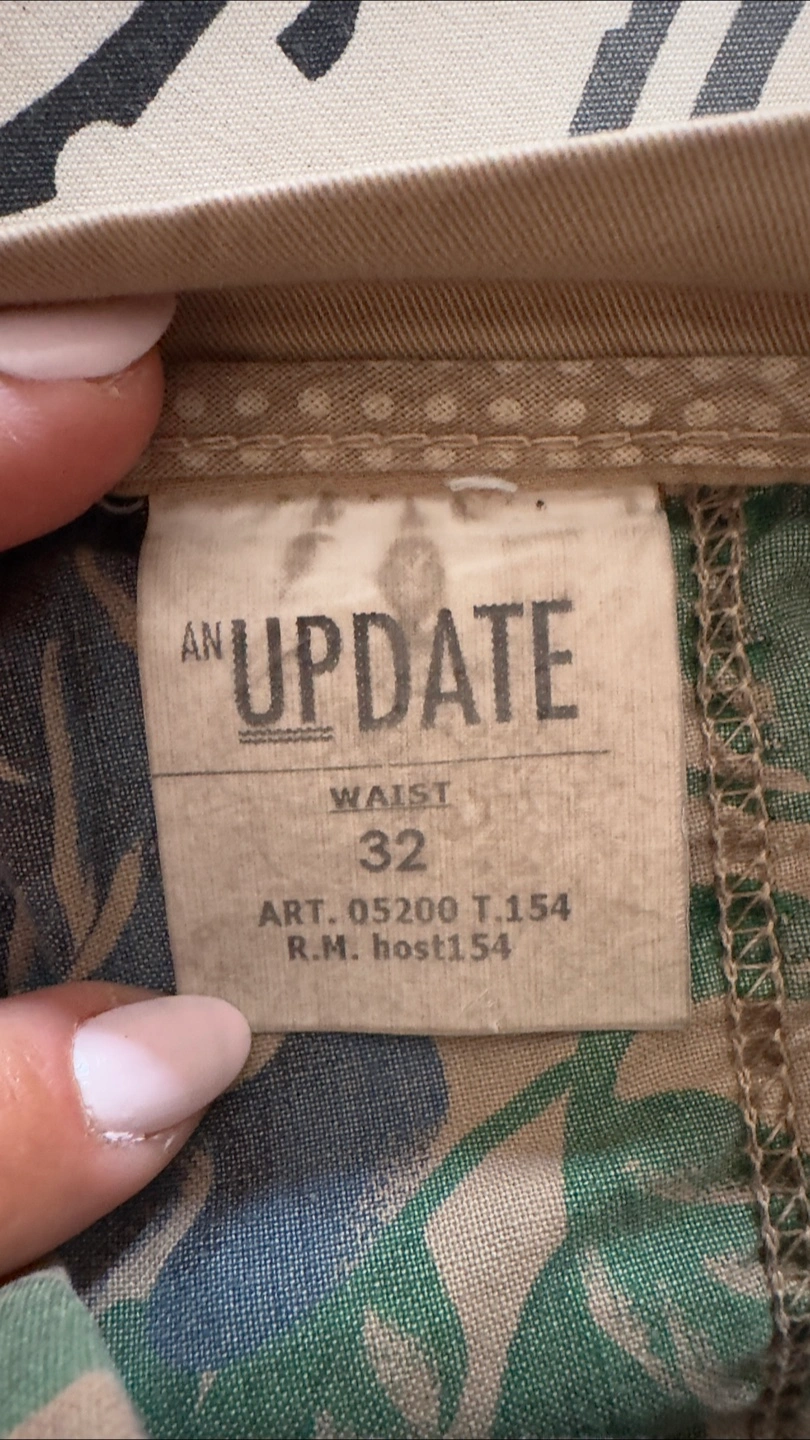 AN UPDATE
WAIST
32
ART. 05200 T.154
R.M. host154